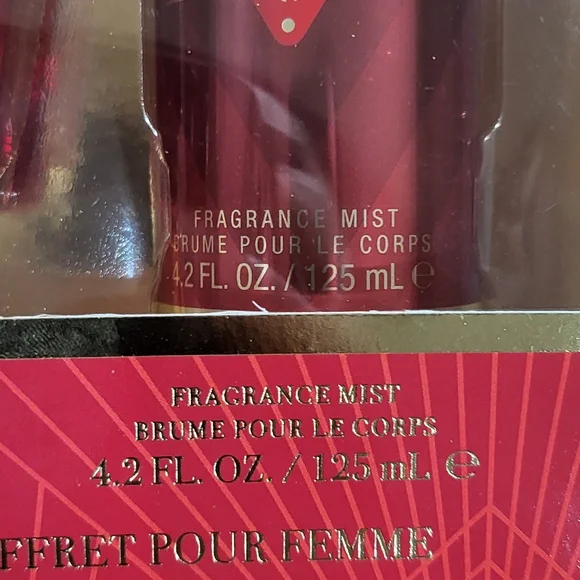 FRAGRANCE MIST
BRUME POUR LE CORPS
4.2 FL. OZ. / 125 mL ℮
FRAGRANCE MIST
BRUME POUR LE CORPS
4.2 FL. OZ. / 125 mL ℮
FFRET POUR FEMME